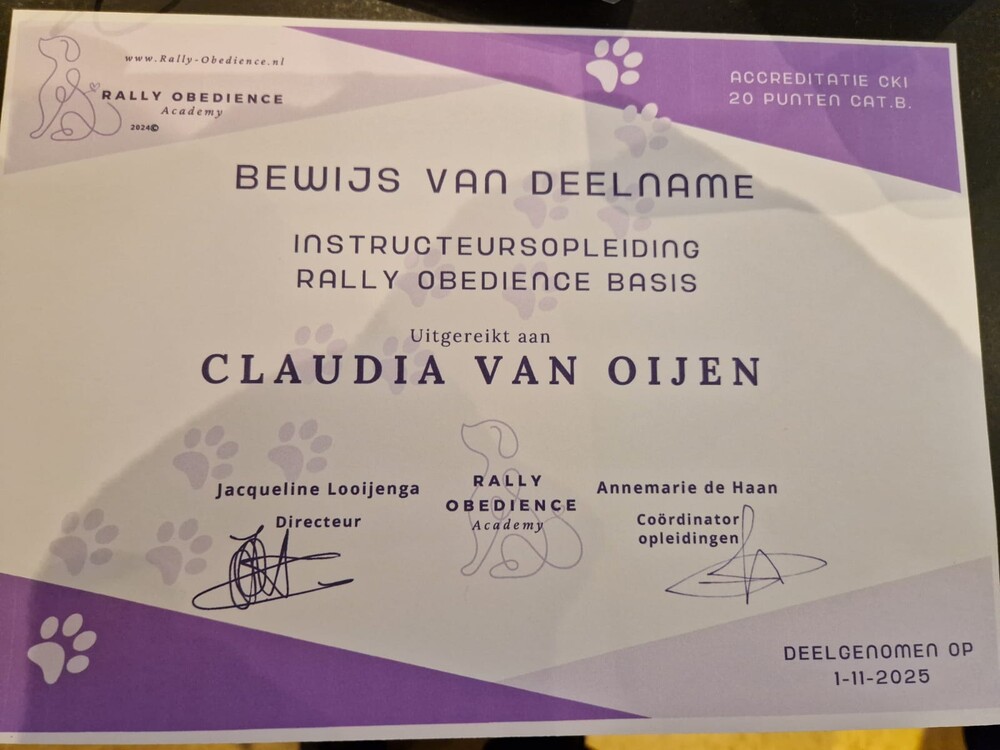 www.Rally-Obedience.nl
RALLY OBEDIENCE
Academy
2024©
ACCREDITATIE CKI
20 PUNTEN CAT.B.
BEWIJS VAN DEELNAME
INSTRUCTEURSOPLEIDING
RALLY OBEDIENCE BASIS
Uitgereikt aan
CLAUDIA VAN OIJEN
Jacqueline Looijenga
Directeur
RALLY
OBEDIENCE
Academy
Annemarie de Haan
Coördinator
opleidingen
DEELGENOMEN OP
1-11-2025